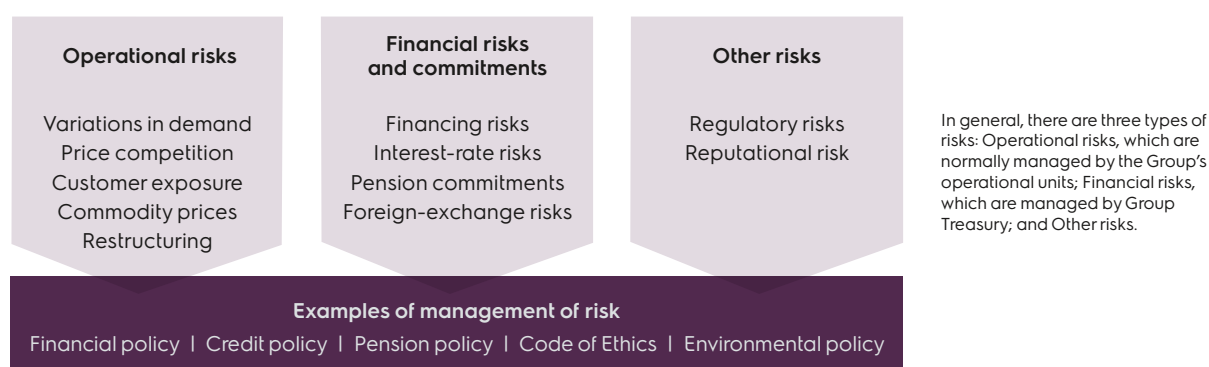 Operational risks
Variations in demand
Price competition
Customer exposure
Commodity prices
Restructuring
Financial risks
and commitments
Financing risks
Interest-rate risks
Pension commitments
Foreign-exchange risks
Other risks
Regulatory risks
Reputational risk
In general, there are three types of
risks: Operational risks, which are
normally managed by the Group’s
operational units; Financial risks,
which are managed by Group
Treasury; and Other risks.
Examples of management of risk
Financial policy | Credit policy | Pension policy | Code of Ethics | Environmental policy